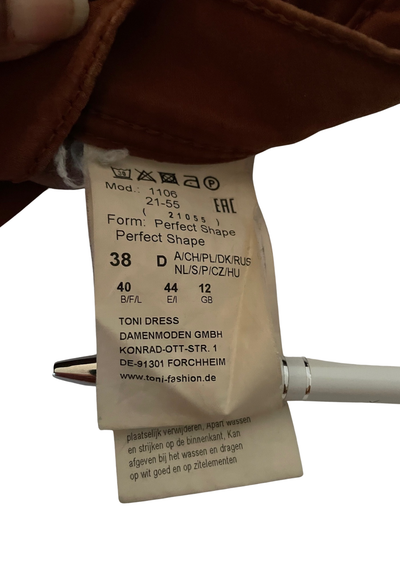 Mod.: 1106
21-55
( 21055 )
EAC
Form: Perfect Shape
Perfect Shape
38 D A/CH/PL/DK/RUS
NL/S/P/CZ/HU
40 44 12
B/F/L E/I GB
TONI DRESS
DAMENMODEN GMBH
KONRAD-OTT-STR. 1
DE-91301 FORCHHEIM
www.toni-fashion.de
plaatselijk verwijderen. Apart wassen
en strijken op de binnenkant. Kan
afgeven bij het wassen en dragen
op wit goed en op zitelementen